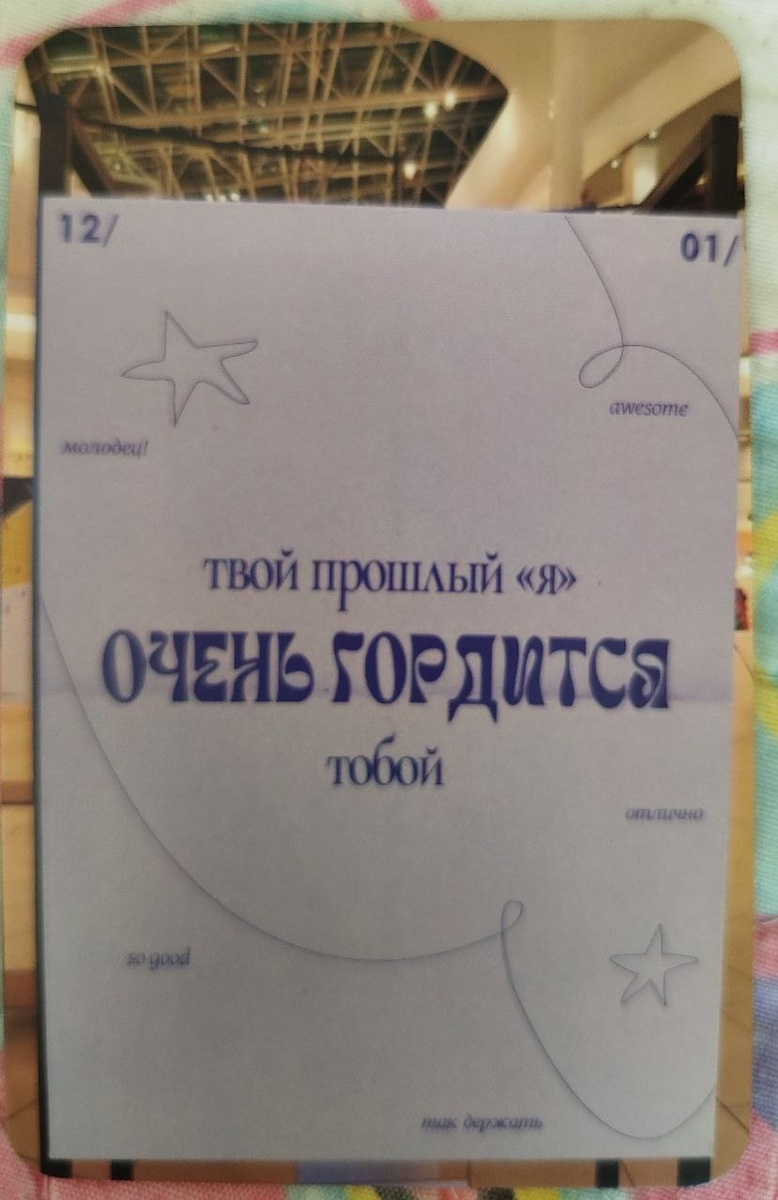 12/
01/
awesome
молодец!
твой прошлый «я»
ОЧЕНЬ ГОРДИТСЯ
тобой
отлично
so good
так держать